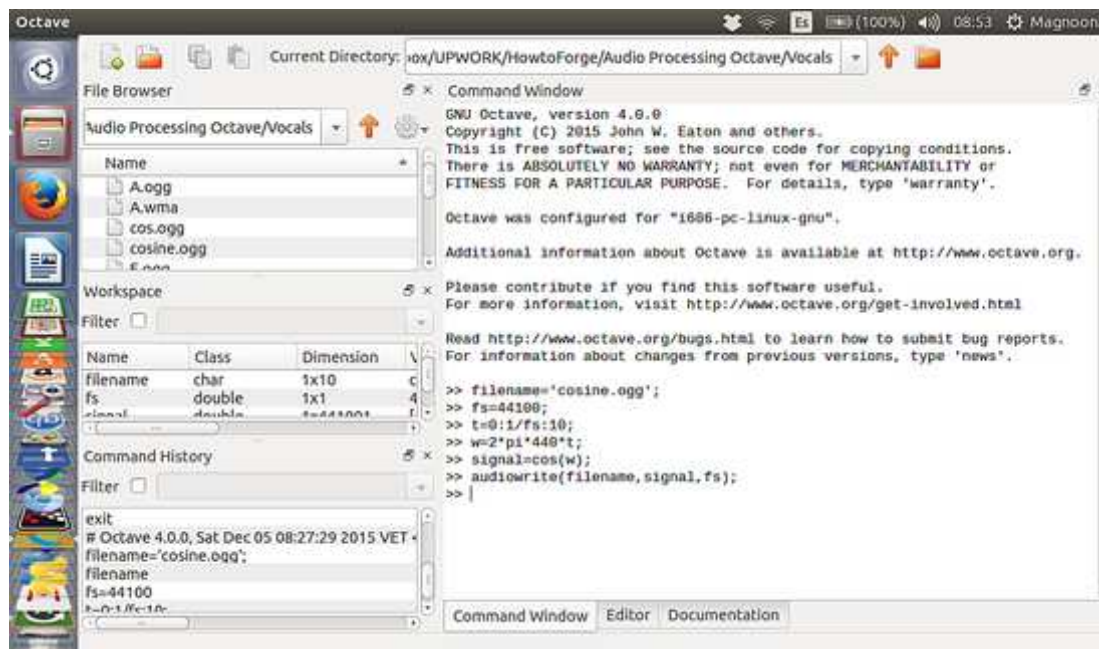 Octave
Es (100%) 08:53 Magnoon
Current Directory: ox/UPWORK/HowtoForge/Audio Processing Octave/Vocals
File Browser
Audio Processing Octave/Vocals
Name
A.ogg
A.wma
cos.ogg
cosine.ogg
Workspace
Filter
Name Class Dimension
filename char 1x10 c
fs double 1x1 4
signal double 1x441001
Command History
Filter
exit
# Octave 4.0.0, Sat Dec 05 08:27:29 2015 VET
filename='cosine.ogg';
filename
fs=44100
t=0:1/fs:10;
Command Window
GNU Octave, version 4.0.0
Copyright (C) 2015 John W. Eaton and others.
This is free software; see the source code for copying conditions.
There is ABSOLUTELY NO WARRANTY; not even for MERCHANTABILITY or
FITNESS FOR A PARTICULAR PURPOSE. For details, type 'warranty'.
Octave was configured for "i686-pc-linux-gnu".
Additional information about Octave is available at http://www.octave.org.
Please contribute if you find this software useful.
For more information, visit http://www.octave.org/get-involved.html
Read http://www.octave.org/bugs.html to learn how to submit bug reports.
For information about changes from previous versions, type 'news'.
>> filename='cosine.ogg';
>> fs=44100;
>> t=0:1/fs:10;
>> w=2*pi*440*t;
>> signal=cos(w);
>> audiowrite(filename,signal,fs);
>>
Command Window Editor Documentation